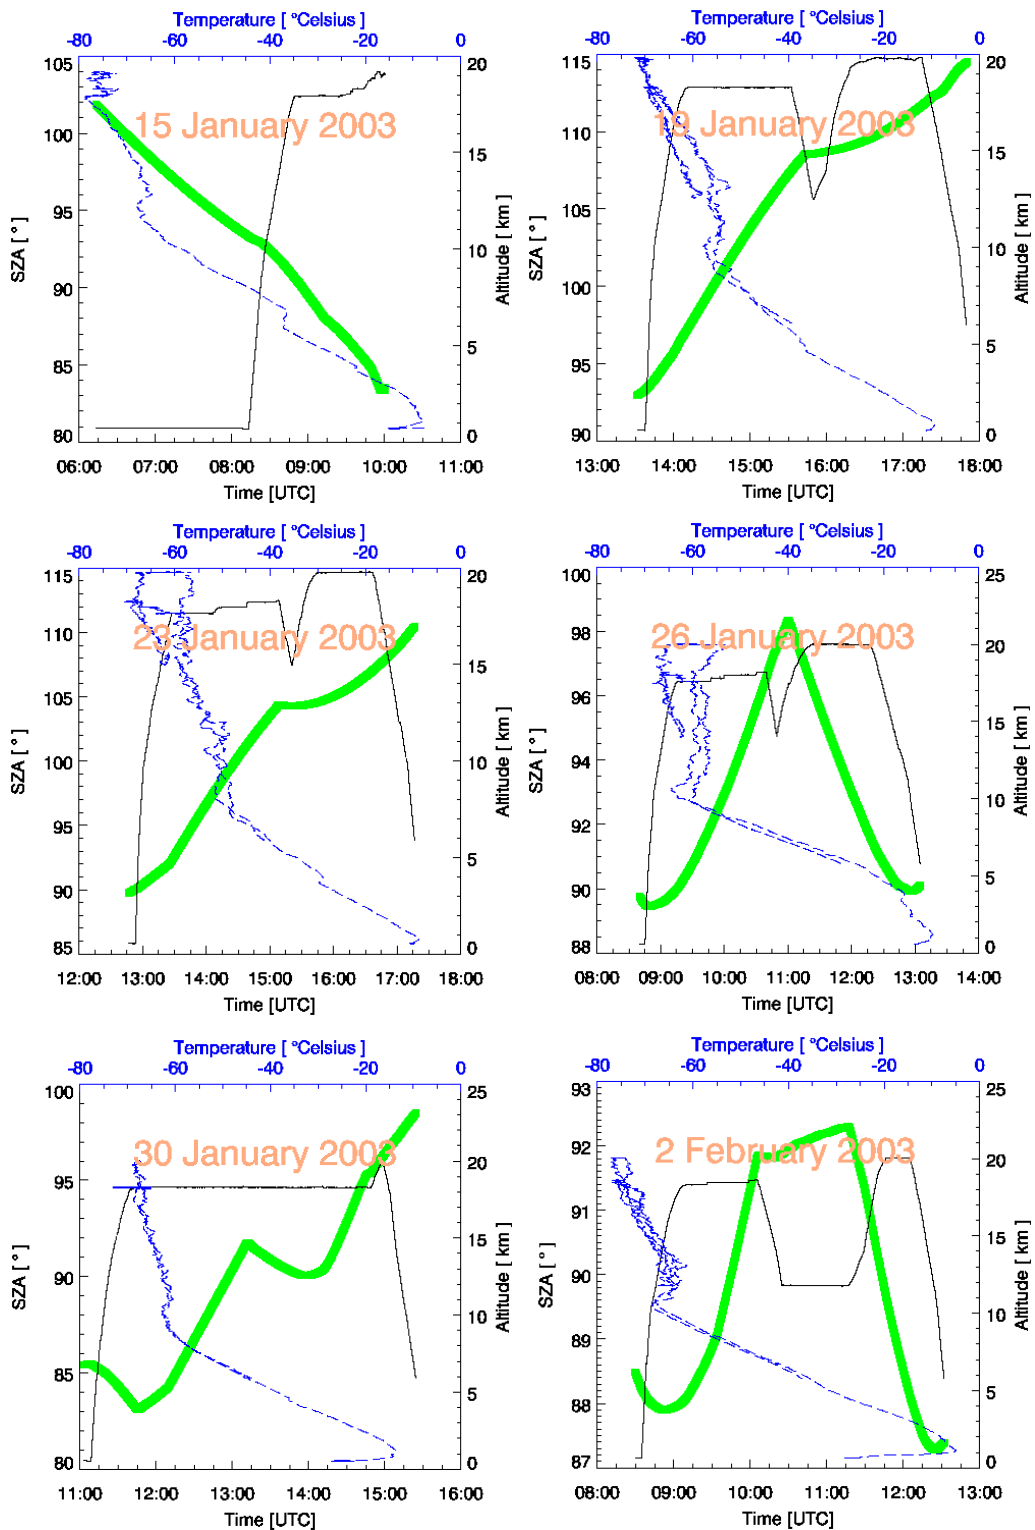 Temperature [ °Celsius ]
-80 -60 -40 -20 0
105 100 95 90 85 80
SZA [ ° ]
15 January 2003
20 15 10 5 0
Altitude [ km ]
06:00 07:00 08:00 09:00 10:00 11:00
Time [UTC]
Temperature [ °Celsius ]
-80 -60 -40 -20 0
115 110 105 100 95 90
SZA [ ° ]
19 January 2003
20 15 10 5 0
Altitude [ km ]
13:00 14:00 15:00 16:00 17:00 18:00
Time [UTC]
Temperature [ °Celsius ]
-80 -60 -40 -20 0
115 110 105 100 95 90 85
SZA [ ° ]
23 January 2003
20 15 10 5 0
Altitude [ km ]
12:00 13:00 14:00 15:00 16:00 17:00 18:00
Time [UTC]
Temperature [ °Celsius ]
-80 -60 -40 -20 0
100 98 96 94 92 90 88
SZA [ ° ]
26 January 2003
25 20 15 10 5 0
Altitude [ km ]
08:00 09:00 10:00 11:00 12:00 13:00 14:00
Time [UTC]
Temperature [ °Celsius ]
-80 -60 -40 -20 0
100 95 90 85 80
SZA [ ° ]
30 January 2003
25 20 15 10 5 0
Altitude [ km ]
11:00 12:00 13:00 14:00 15:00 16:00
Time [UTC]
Temperature [ °Celsius ]
-80 -60 -40 -20 0
93 92 91 90 89 88 87
SZA [ ° ]
2 February 2003
25 20 15 10 5 0
Altitude [ km ]
08:00 09:00 10:00 11:00 12:00 13:00
Time [UTC]